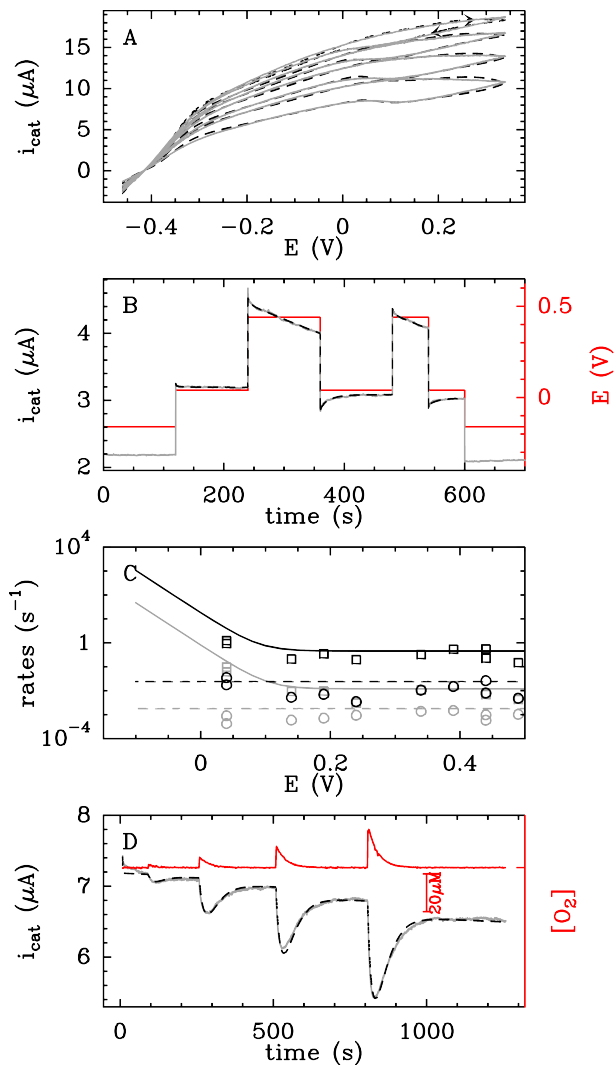 A
15
10
5
0
i_cat (µA)
−0.4 −0.2 0 0.2
E (V)
B
4
3
2
i_cat (µA)
0.5
0
E (V)
0 200 400 600
time (s)
C
10^4
1
10^−4
rates (s^−1)
0 0.2 0.4
E (V)
D
8
7
6
i_cat (µA)
20µM
[O_2]
0 500 1000
time (s)